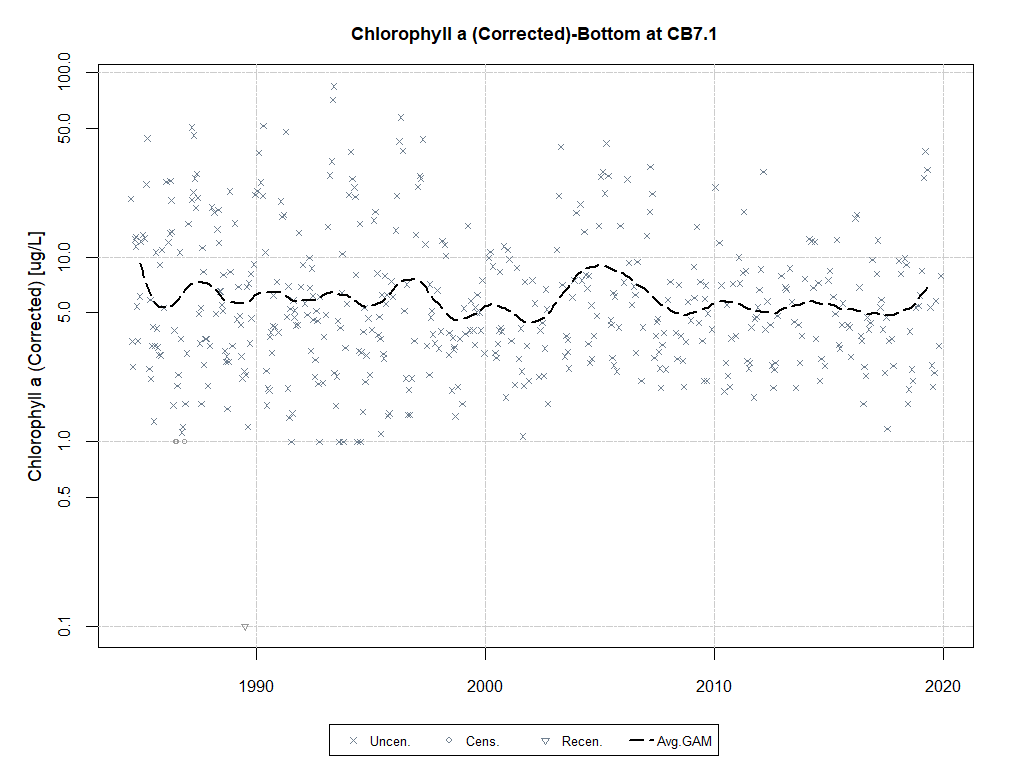 Chlorophyll a (Corrected)-Bottom at CB7.1
Chlorophyll a (Corrected) [ug/L]
100.0
50.0
10.0
5.0
1.0
0.5
0.1
1990 2000 2010 2020
Uncen. Cens. Recen. Avg.GAM